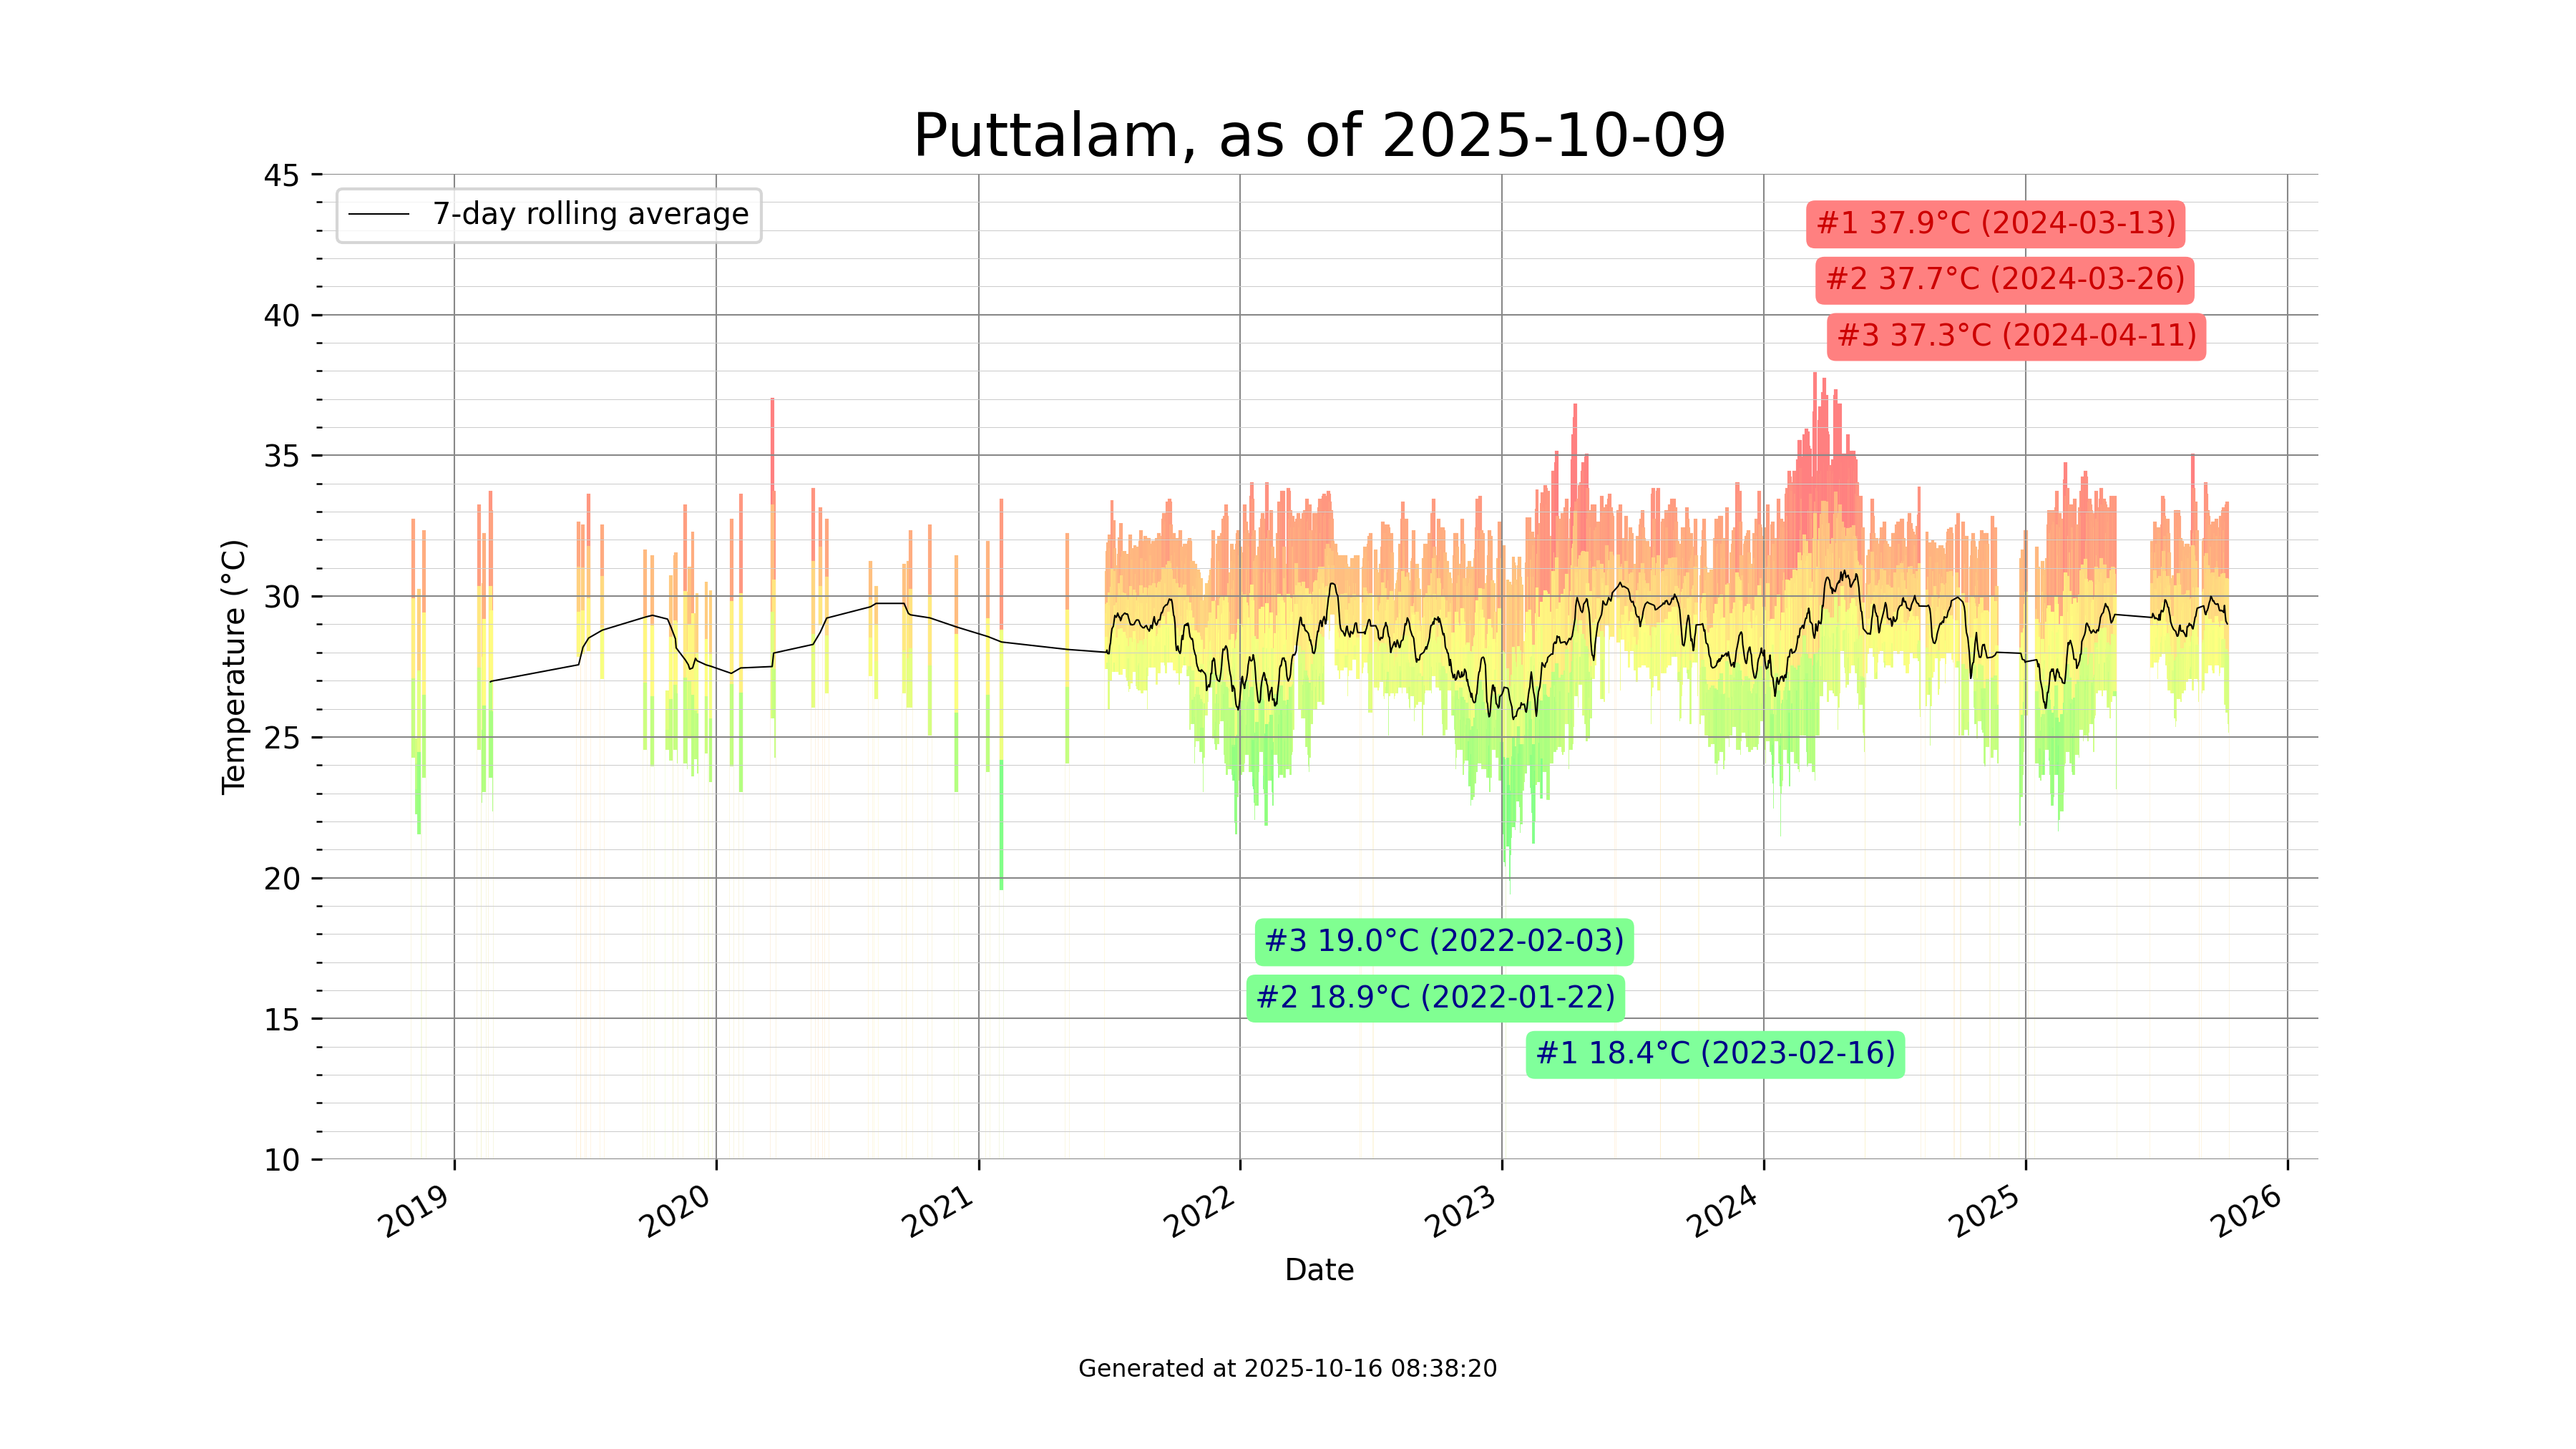 Puttalam, as of 2025-10-09
7-day rolling average
#1 37.9°C (2024-03-13)
#2 37.7°C (2024-03-26)
#3 37.3°C (2024-04-11)
#3 19.0°C (2022-02-03)
#2 18.9°C (2022-01-22)
#1 18.4°C (2023-02-16)
Temperature (°C)
45
40
35
30
25
20
15
10
2019
2020
2021
2022
2023
2024
2025
2026
Date
Generated at 2025-10-16 08:38:20